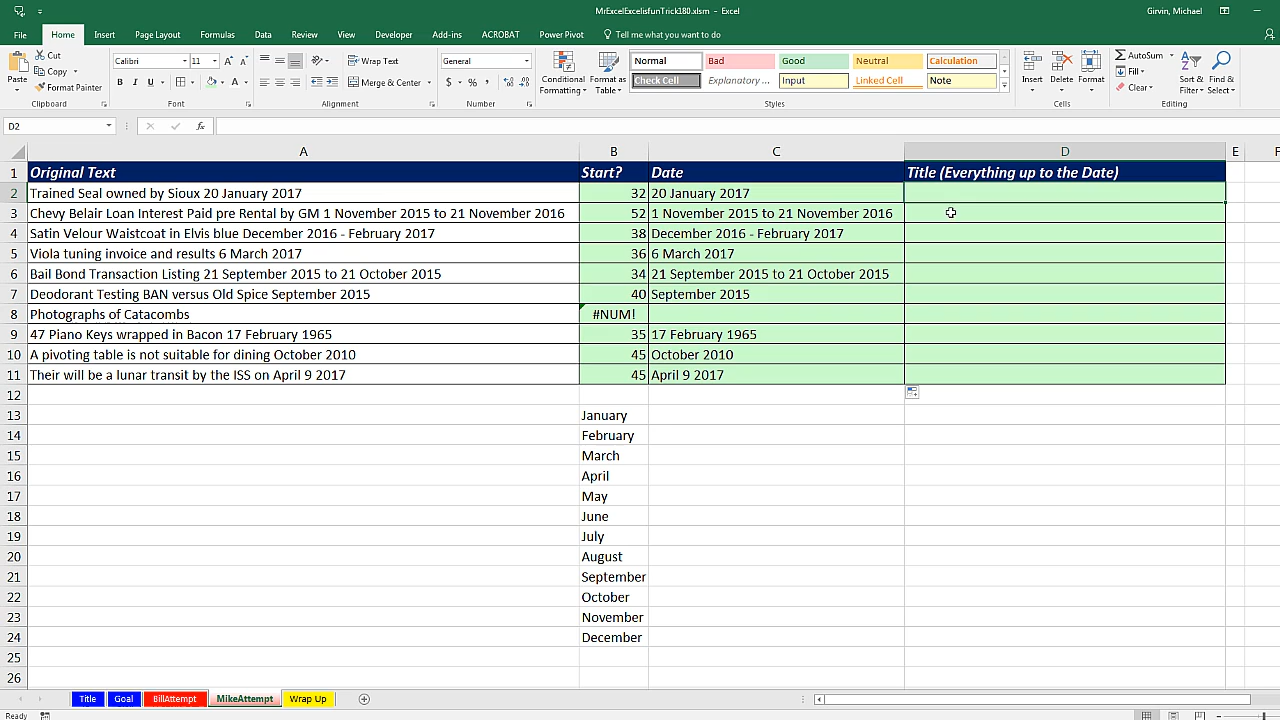 MrExcelExcelisfunTrick180.xlsm - Excel
Girvin, Michael
File Home Insert Page Layout Formulas Data Review View Developer Add-ins ACROBAT Power Pivot Tell me what you want to do
Paste
Cut
Copy
Format Painter
Clipboard
Calibri 11
B I U
Font
Wrap Text
Merge & Center
Alignment
General
$ % ,
Number
Conditional Formatting
Format as Table
Normal Bad Good Neutral Calculation
Check Cell Explanatory ... Input Linked Cell Note
Styles
Insert Delete Format
Cells
AutoSum
Fill
Clear
Sort & Filter
Find & Select
Editing
D2 fx
A B C D E F
1 Original Text Start? Date Title (Everything up to the Date)
2 Trained Seal owned by Sioux 20 January 2017 32 20 January 2017
3 Chevy Belair Loan Interest Paid pre Rental by GM 1 November 2015 to 21 November 2016 52 1 November 2015 to 21 November 2016
4 Satin Velour Waistcoat in Elvis blue December 2016 - February 2017 38 December 2016 - February 2017
5 Viola tuning invoice and results 6 March 2017 36 6 March 2017
6 Bail Bond Transaction Listing 21 September 2015 to 21 October 2015 34 21 September 2015 to 21 October 2015
7 Deodorant Testing BAN versus Old Spice September 2015 40 September 2015
8 Photographs of Catacombs #NUM!
9 47 Piano Keys wrapped in Bacon 17 February 1965 35 17 February 1965
10 A pivoting table is not suitable for dining October 2010 45 October 2010
11 Their will be a lunar transit by the ISS on April 9 2017 45 April 9 2017
12
13 January
14 February
15 March
16 April
17 May
18 June
19 July
20 August
21 September
22 October
23 November
24 December
25
26
Title Goal BillAttempt MikeAttempt Wrap Up
Ready